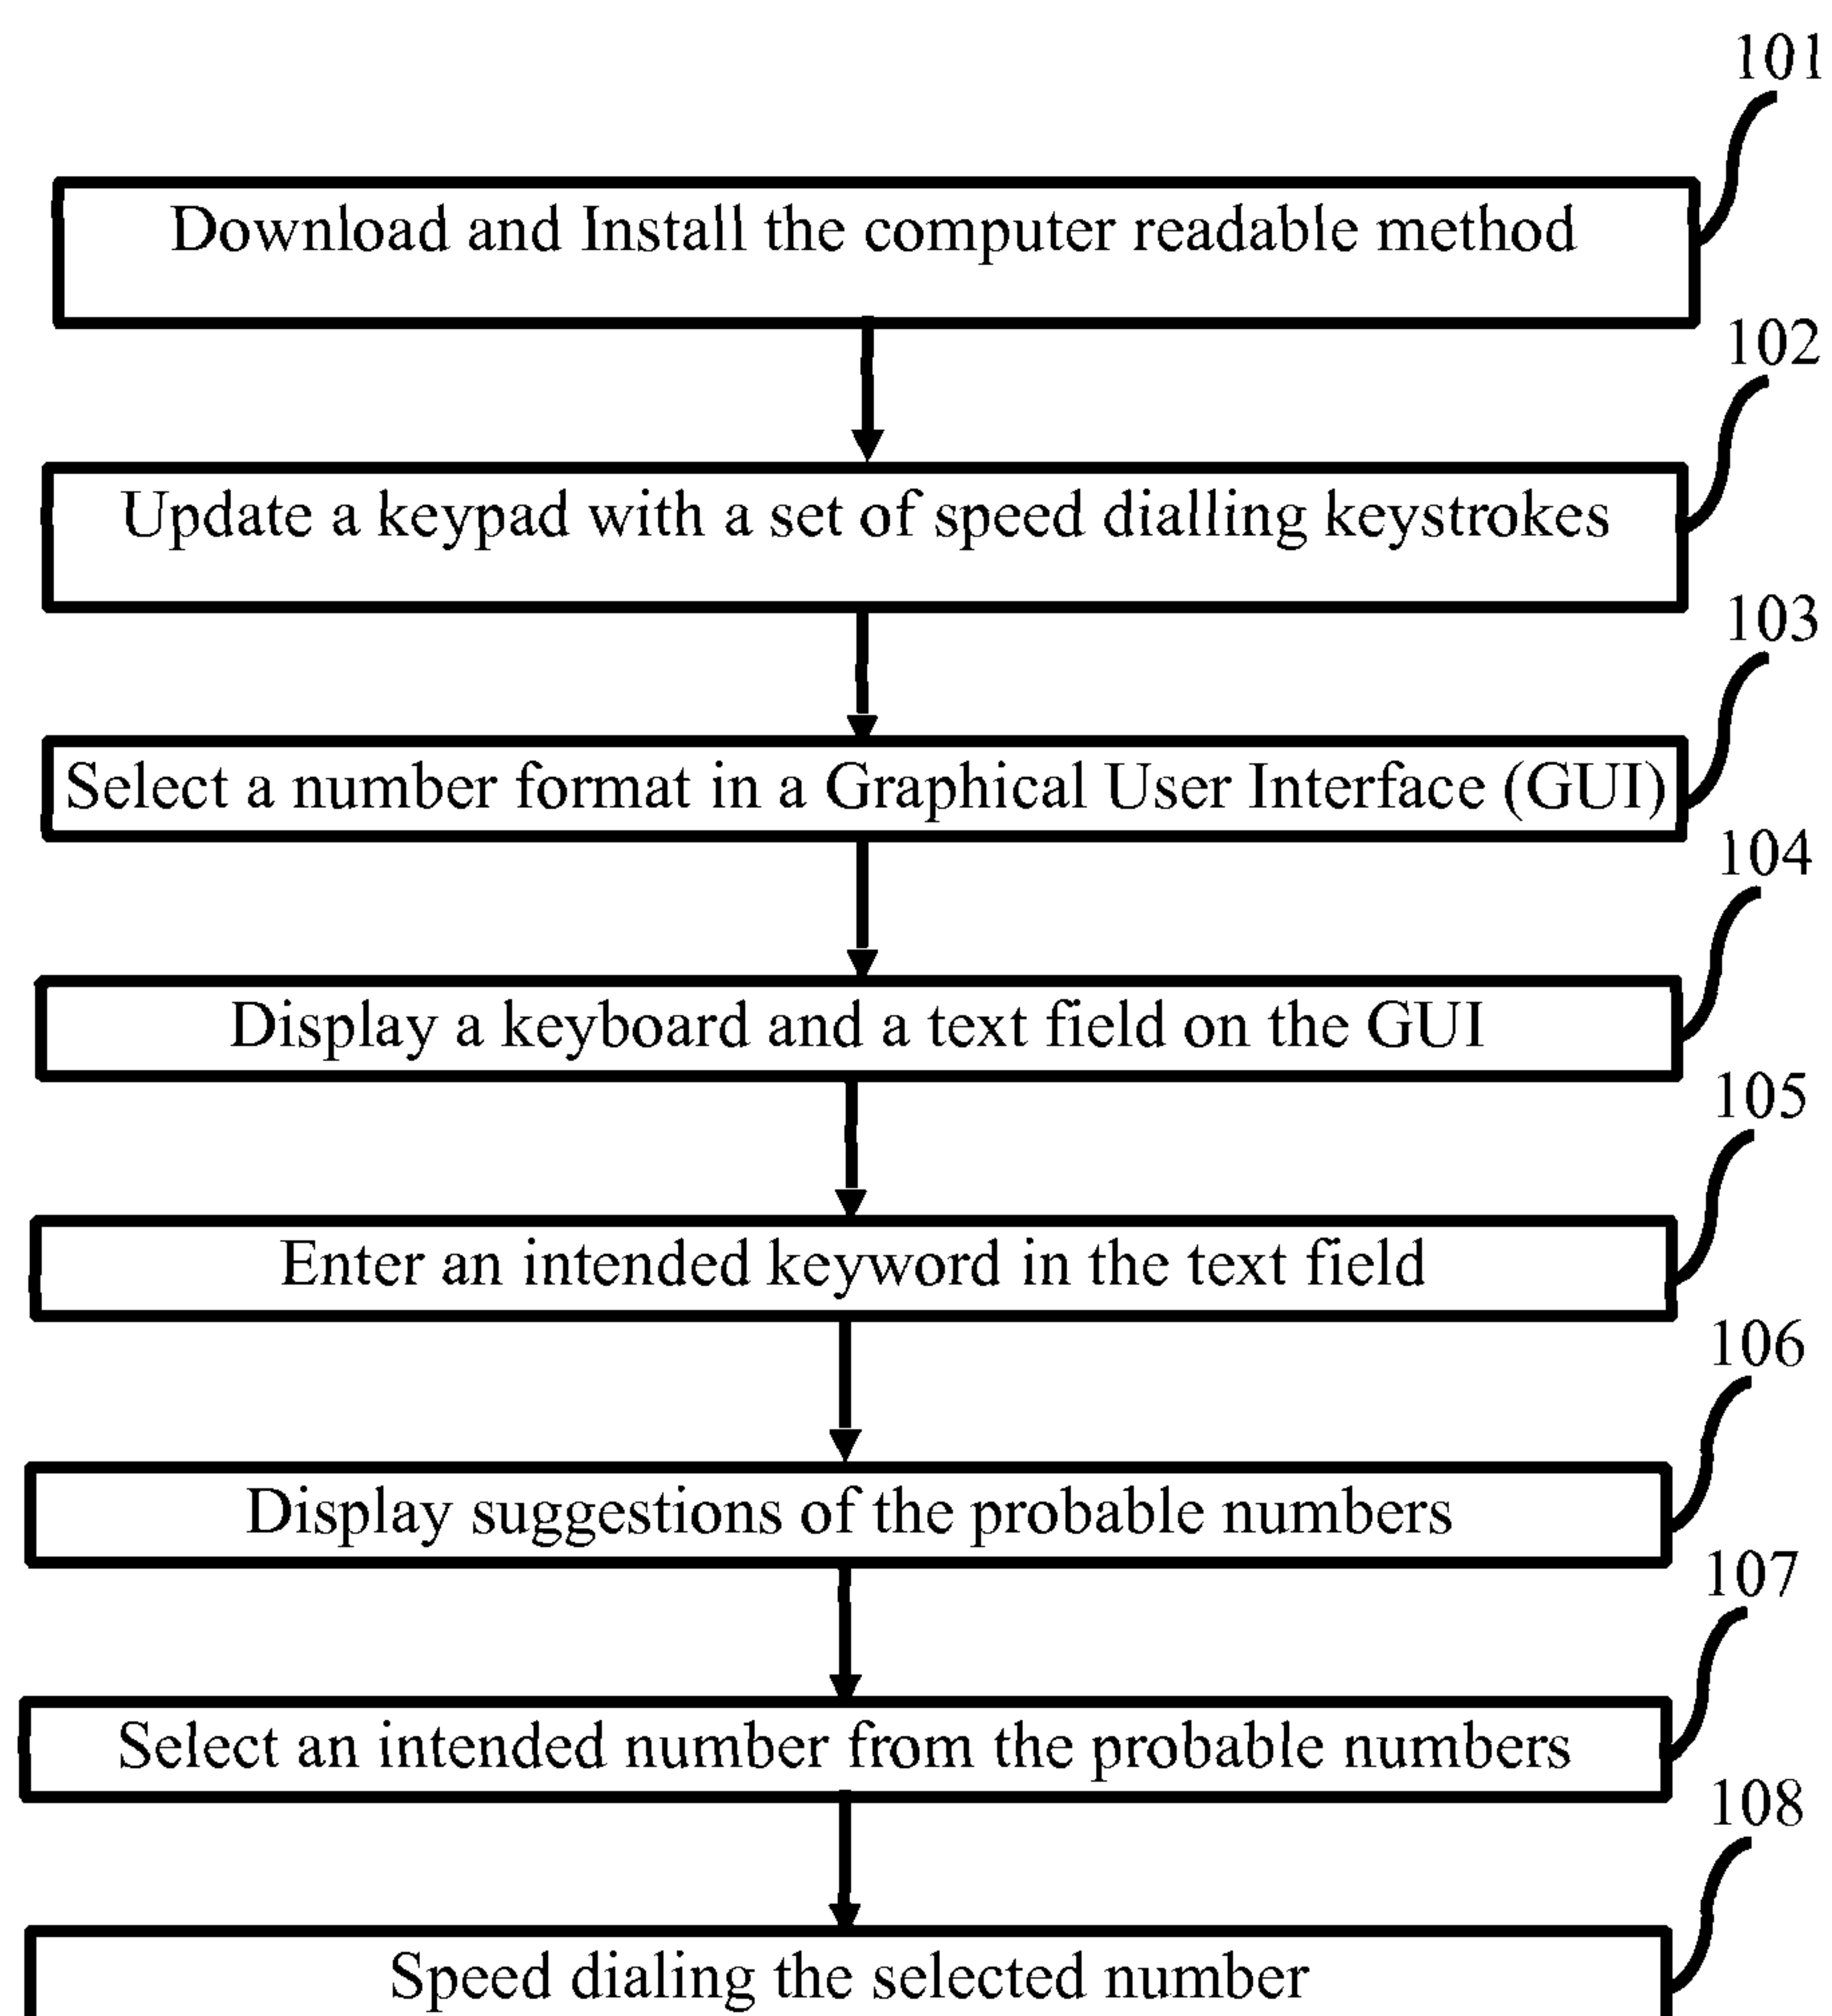 101
Download and Install the computer readable method
102
Update a keypad with a set of speed dialling keystrokes
103
Select a number format in a Graphical User Interface (GUI)
104
Display a keyboard and a text field on the GUI
105
Enter an intended keyword in the text field
106
Display suggestions of the probable numbers
107
Select an intended number from the probable numbers
108
Speed dialing the selected number